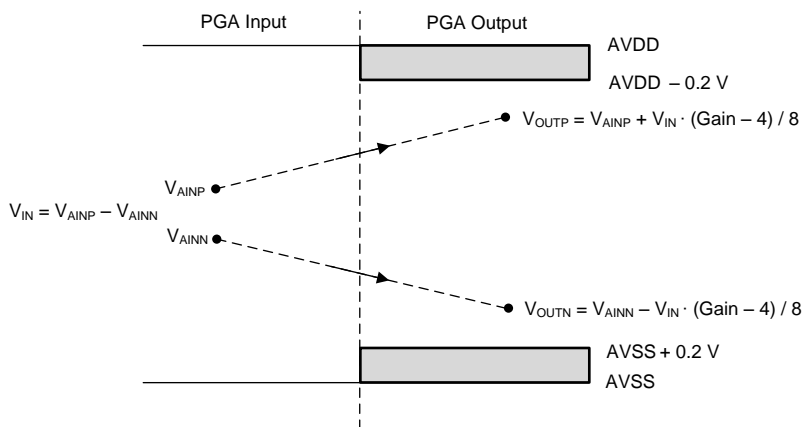 PGA Input
PGA Output
AVDD
AVDD – 0.2 V
V_OUTP = V_AINP + V_IN · (Gain – 4) / 8
V_AINP
V_IN = V_AINP – V_AINN
V_AINN
V_OUTN = V_AINN – V_IN · (Gain – 4) / 8
AVSS + 0.2 V
AVSS